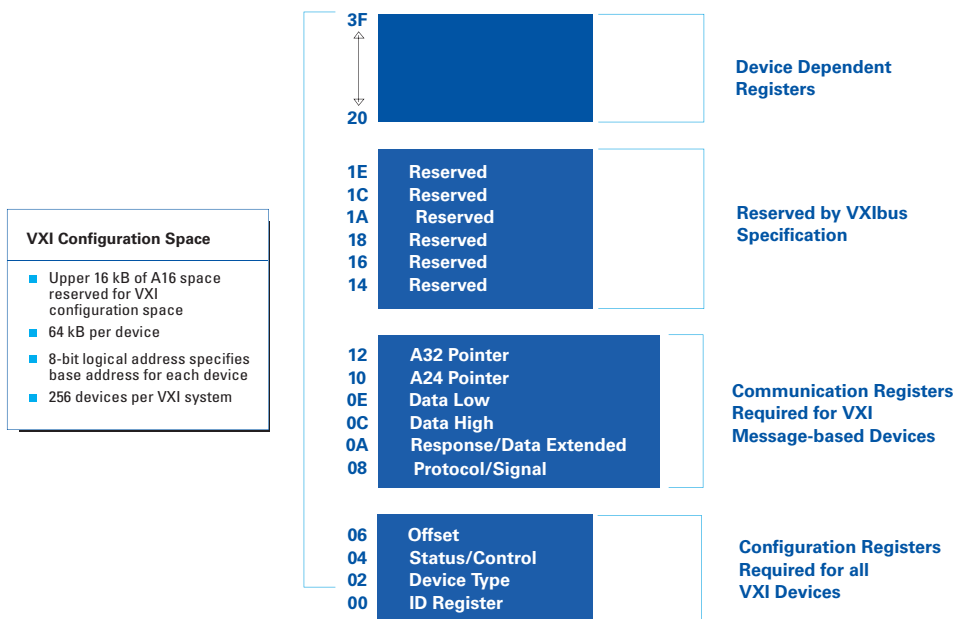 VXI Configuration Space
Upper 16 kB of A16 space
reserved for VXI
configuration space
64 kB per device
8-bit logical address specifies
base address for each device
256 devices per VXI system
3F
20
Device Dependent
Registers
1E Reserved
1C Reserved
1A Reserved
18 Reserved
16 Reserved
14 Reserved
Reserved by VXIbus
Specification
12 A32 Pointer
10 A24 Pointer
0E Data Low
0C Data High
0A Response/Data Extended
08 Protocol/Signal
Communication Registers
Required for VXI
Message-based Devices
06 Offset
04 Status/Control
02 Device Type
00 ID Register
Configuration Registers
Required for all
VXI Devices